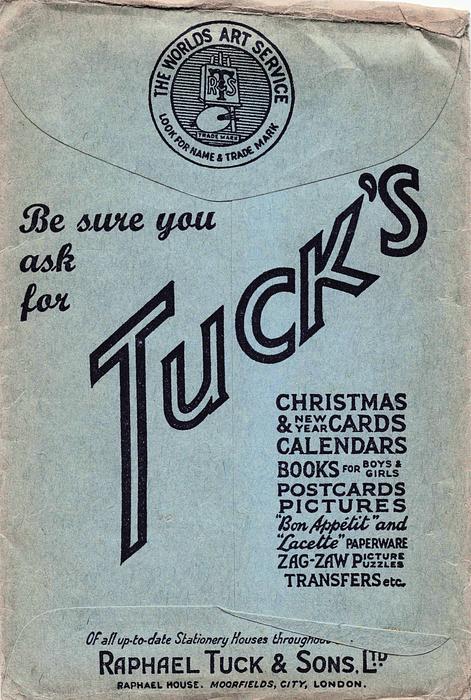 THE WORLDS ART SERVICE
R&S
T
TRADE MARK
LOOK FOR NAME & TRADE MARK
Be sure you
ask
for
TUCK'S
CHRISTMAS
& NEW YEAR CARDS
CALENDARS
BOOKS FOR BOYS & GIRLS
POSTCARDS
PICTURES
"Bon Appétit" and
"Lacette" PAPERWARE
ZAG-ZAW PICTURE PUZZLES
TRANSFERS etc.
Of all up-to-date Stationery Houses
RAPHAEL TUCK & SONS, LTD
RAPHAEL HOUSE. MOORFIELDS, CITY, LONDON.